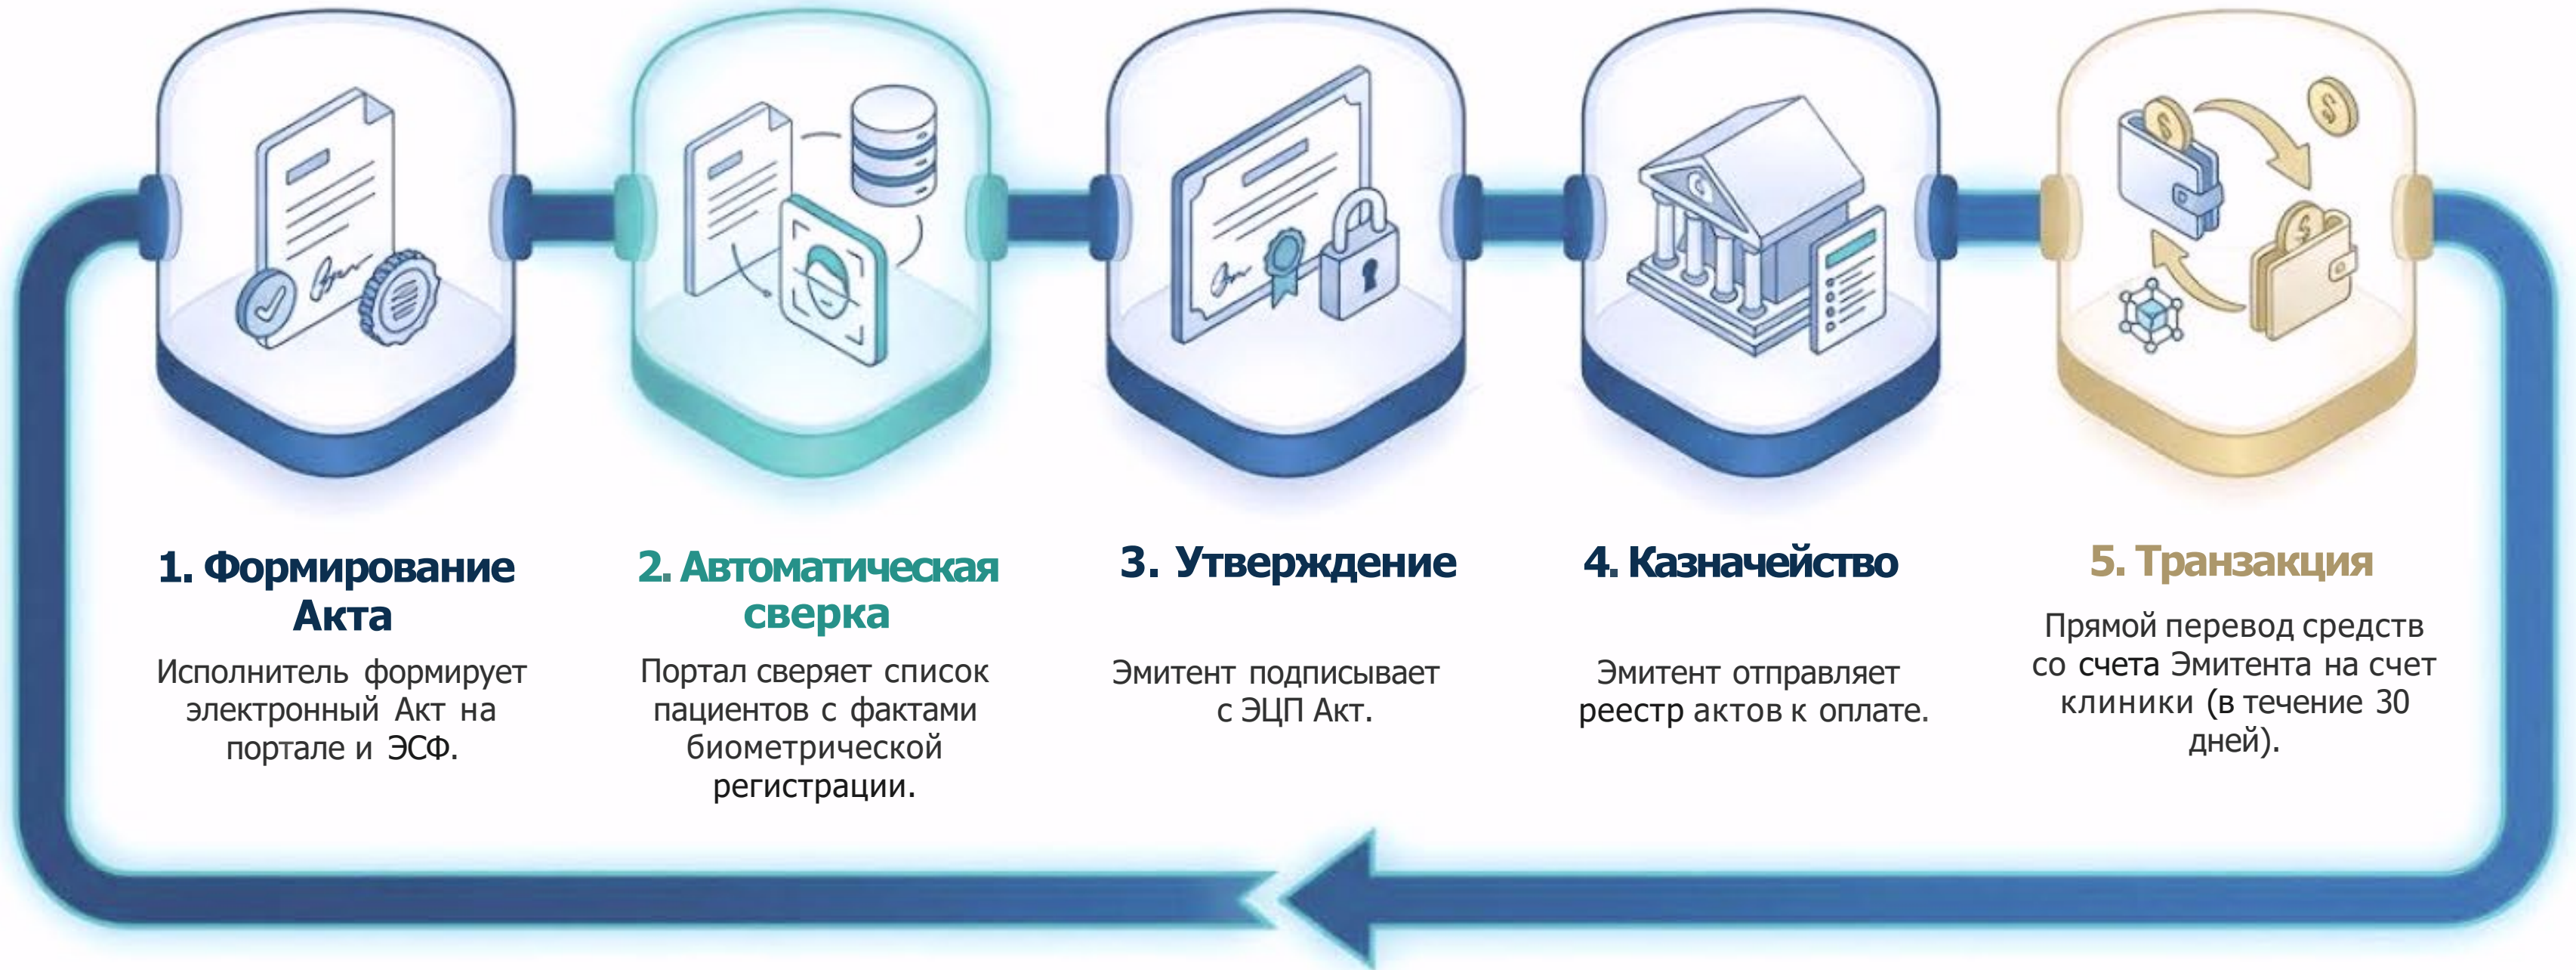 1. Формирование
Акта
Исполнитель формирует
электронный Акт на
портале и ЭСФ.
2. Автоматическая
сверка
Портал сверяет список
пациентов с фактами
биометрической
регистрации.
3. Утверждение
Эмитент подписывает
с ЭЦП Акт.
4. Казначейство
Эмитент отправляет
реестр актов к оплате.
5. Транзакция
Прямой перевод средств
со счета Эмитента на счет
клиники (в течение 30
дней).